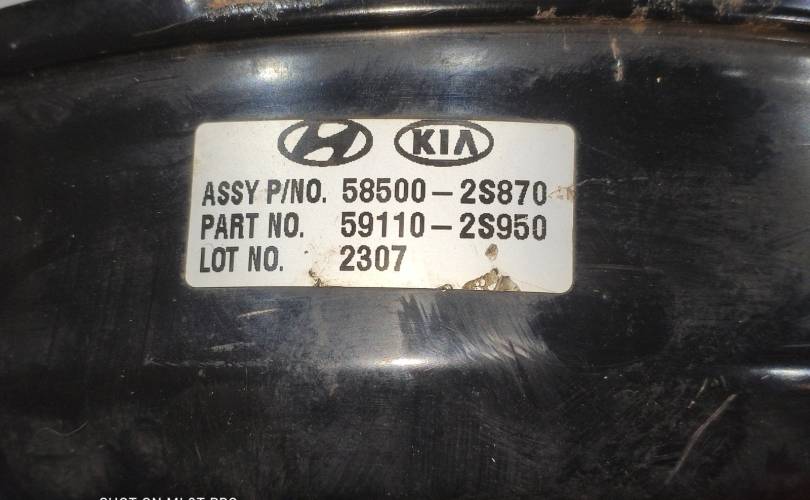 KIA
ASSY P/NO. 58500-2S870
PART NO. 59110-2S950
LOT NO. 2307